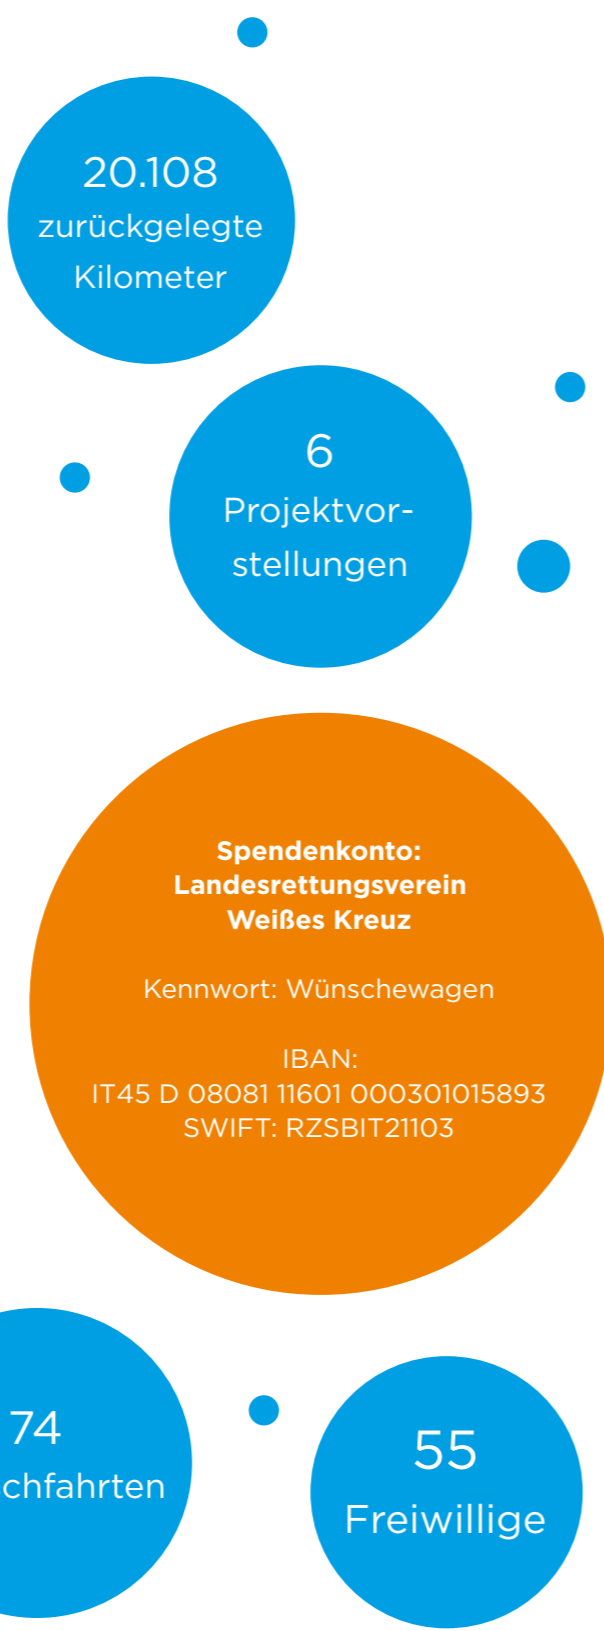 20.108
zurückgelegte
Kilometer
6
Projektvor-
stellungen
Spendenkonto:
Landesrettungsverein
Weißes Kreuz
Kennwort: Wünschewagen
IBAN:
IT45 D 08081 11601 000301015893
SWIFT: RZSBIT21103
74
chfahrten
55
Freiwillige